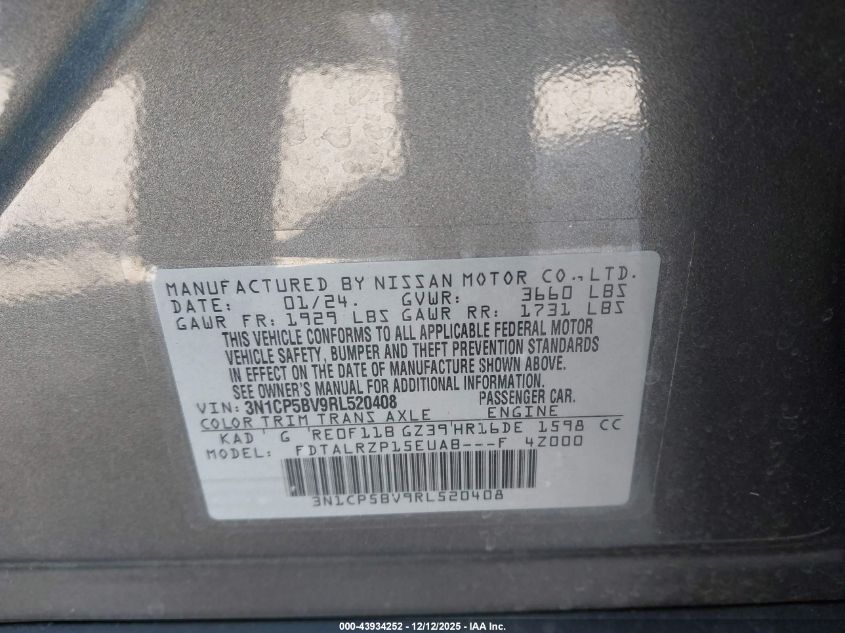 MANUFACTURED BY NISSAN MOTOR CO., LTD.
DATE: 01/24. GVWR: 3660 LBS
GAWR FR: 1929 LBS GAWR RR: 1731 LBS
THIS VEHICLE CONFORMS TO ALL APPLICABLE FEDERAL MOTOR
VEHICLE SAFETY, BUMPER AND THEFT PREVENTION STANDARDS
IN EFFECT ON THE DATE OF MANUFACTURE SHOWN ABOVE.
SEE OWNER'S MANUAL FOR ADDITIONAL INFORMATION.
VIN: 3N1CP5BV9RL520408 PASSENGER CAR.
COLOR TRIM TRANS AXLE ENGINE
KAD G RE0F11B GZ39 HR16DE 1598 CC
MODEL: FDTALRZP15EUAB---F 4Z000
3N1CP5BV9RL520408
000-43934252 - 12/12/2025 - IAA Inc.